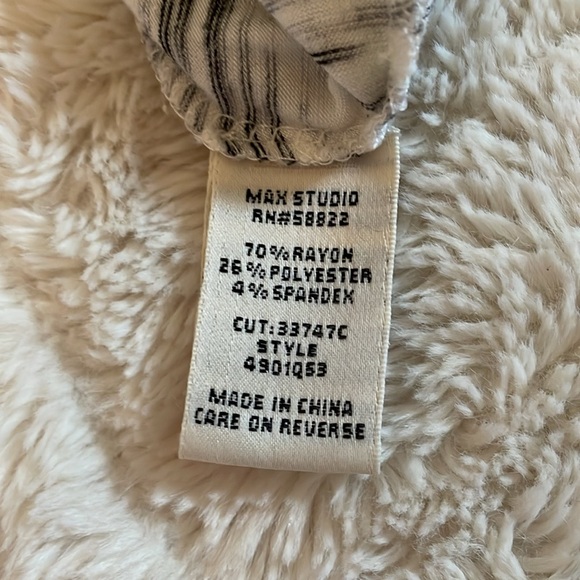 MAX STUDIO
RN#58822
70%RAYON
26%POLYESTER
4%SPANDEX
CUT:33747C
STYLE
4901Q53
MADE IN CHINA
CARE ON REVERSE